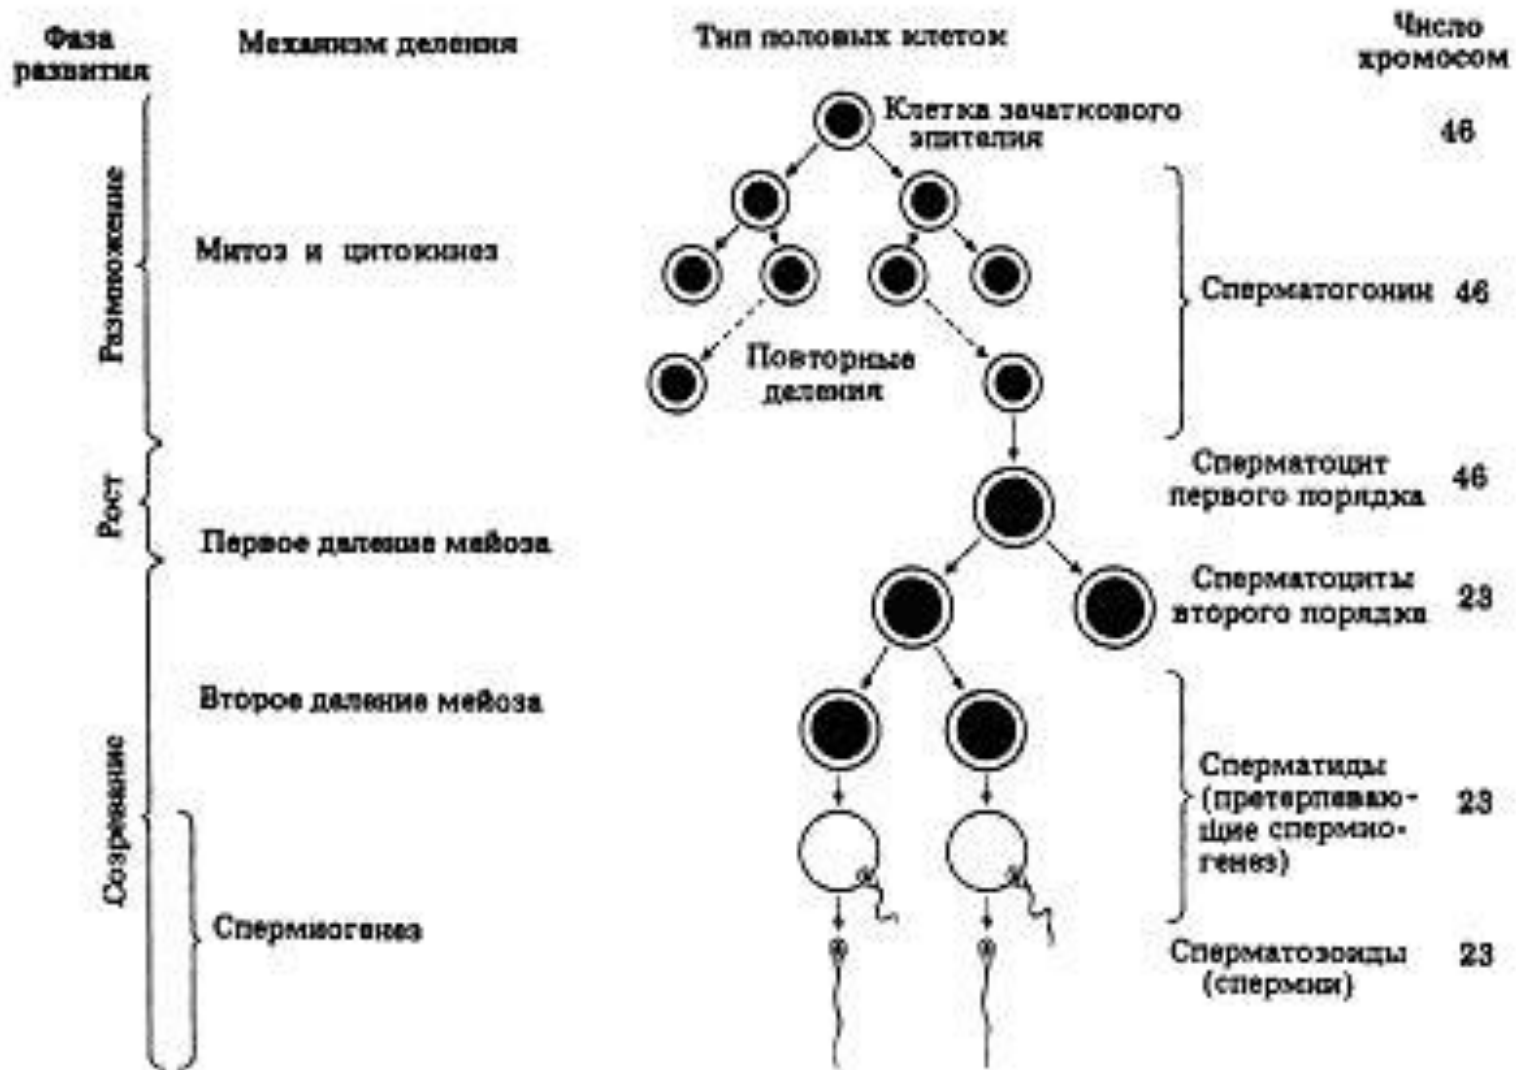 Фаза
развития
Механизм деления
Тип половых клеток
Число
хромосом
Клетка зачаткового
эпителия
46
Размножение
Митоз и цитокинез
Сперматогонии 46
Повторные
деления
Рост
Сперматоцит
первого порядка
46
Первое даление мейоза
Сперматоциты
второго порядка
23
Второе даление мейоза
Созревание
Сперматиды
(претерпеваю-
щие спермио-
генез)
23
Спермиогенез
Сперматозоиды
(спермии)
23